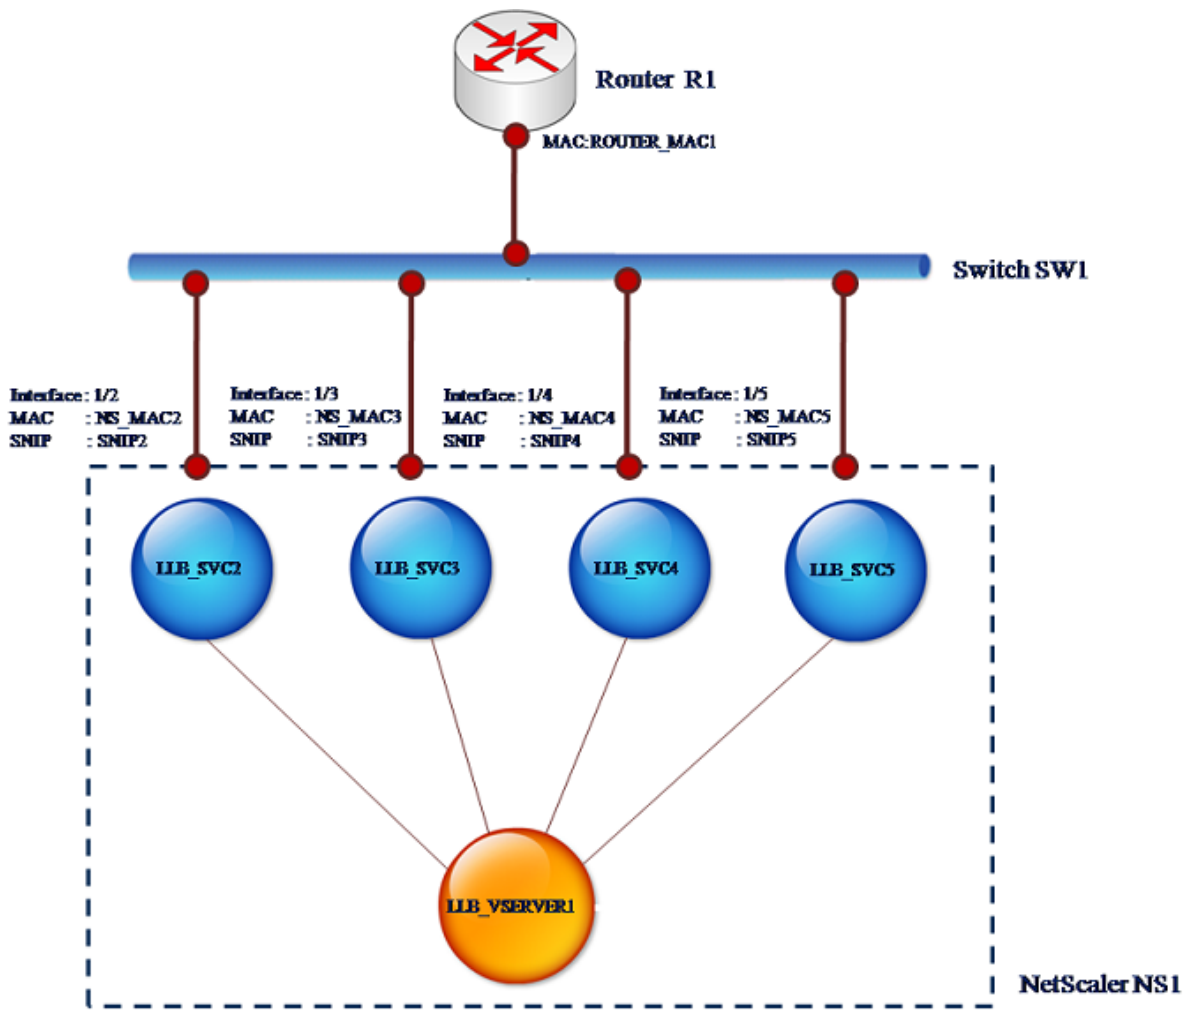 Router R1
MAC:ROUTER_MAC1
Switch SW1
Interface: 1/2
MAC : NS_MAC2
SNIP : SNIP2
Interface: 1/3
MAC : NS_MAC3
SNIP : SNIP3
Interface: 1/4
MAC : NS_MAC4
SNIP : SNIP4
Interface: 1/5
MAC : NS_MAC5
SNIP : SNIP5
LLB_SVC2
LLB_SVC3
LLB_SVC4
LLB_SVC5
LLB_VSERVER1
NetScaler NS1